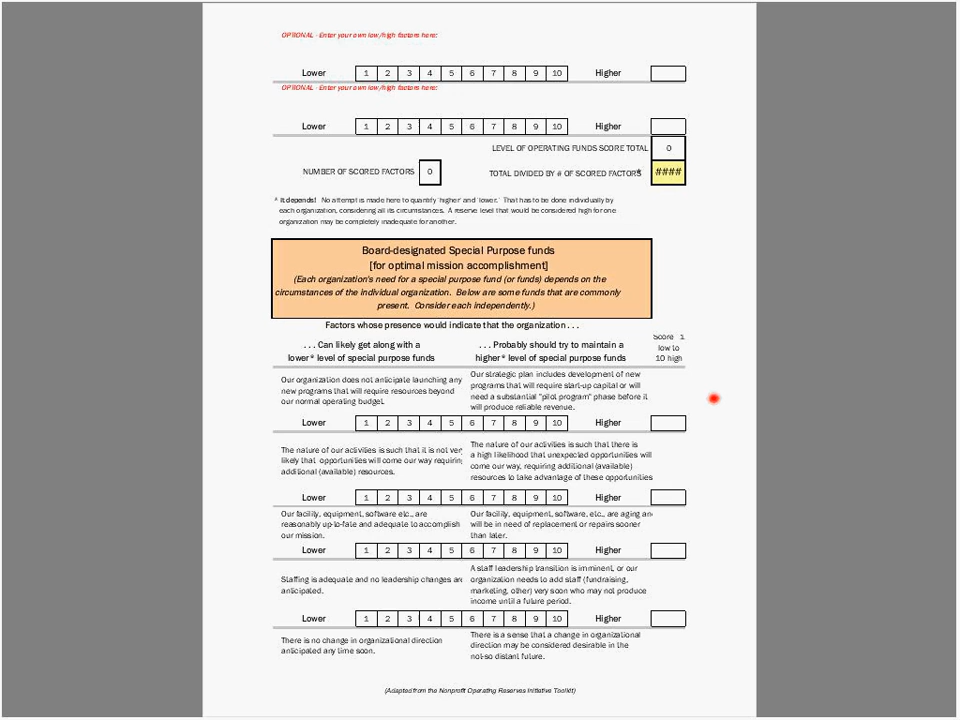 OPTIONAL - Enter your own low/high factors here:
Lower 1 2 3 4 5 6 7 8 9 10 Higher
OPTIONAL - Enter your own low/high factors here:
Lower 1 2 3 4 5 6 7 8 9 10 Higher
LEVEL OF OPERATING FUNDS SCORE TOTAL 0
NUMBER OF SCORED FACTORS 0 TOTAL DIVIDED BY # OF SCORED FACTORS ####
* It depends! No attempt is made here to quantify 'higher' and 'lower.' That has to be done individually by
each organization, considering all its circumstances. A reserve level that would be considered high for one
organization may be completely inadequate for another.
Board-designated Special Purpose funds
[for optimal mission accomplishment]
(Each organization's need for a special purpose fund (or funds) depends on the
circumstances of the individual organization. Below are some funds that are commonly
present. Consider each independently.)
Factors whose presence would indicate that the organization . . .
. . . Can likely get along with a
lower* level of special purpose funds
. . . Probably should try to maintain a
higher* level of special purpose funds
Score 1
low to
10 high
Our organization does not anticipate launching any
new programs that will require resources beyond
our normal operating budget.
Our strategic plan includes development of new
programs that will require start-up capital or will
need a substantial "pilot program" phase before it
will produce reliable revenue.
Lower 1 2 3 4 5 6 7 8 9 10 Higher
The nature of our activities is such that it is not very
likely that opportunities will come our way requiring
additional (available) resources.
The nature of our activities is such that there is
a high likelihood that unexpected opportunities will
come our way, requiring additional (available)
resources to take advantage of these opportunities
Lower 1 2 3 4 5 6 7 8 9 10 Higher
Our facility, equipment, software etc., are
reasonably up-to-fate and adequate to accomplish
our mission.
Our facility, equipment, software, etc., are aging an
will be in need of replacement or repairs sooner
than later.
Lower 1 2 3 4 5 6 7 8 9 10 Higher
Staffing is adequate and no leadership changes are
anticipated.
A staff leadership transition is imminent, or our
organization needs to add staff (fundraising,
marketing, other) very soon who may not produce
income until a future period.
Lower 1 2 3 4 5 6 7 8 9 10 Higher
There is no change in organizational direction
anticipated any time soon.
There is a sense that a change in organizational
direction may be considered desirable in the
not-so distant future.
(Adapted from the Nonprofit Operating Reserves Initiative Toolkit)